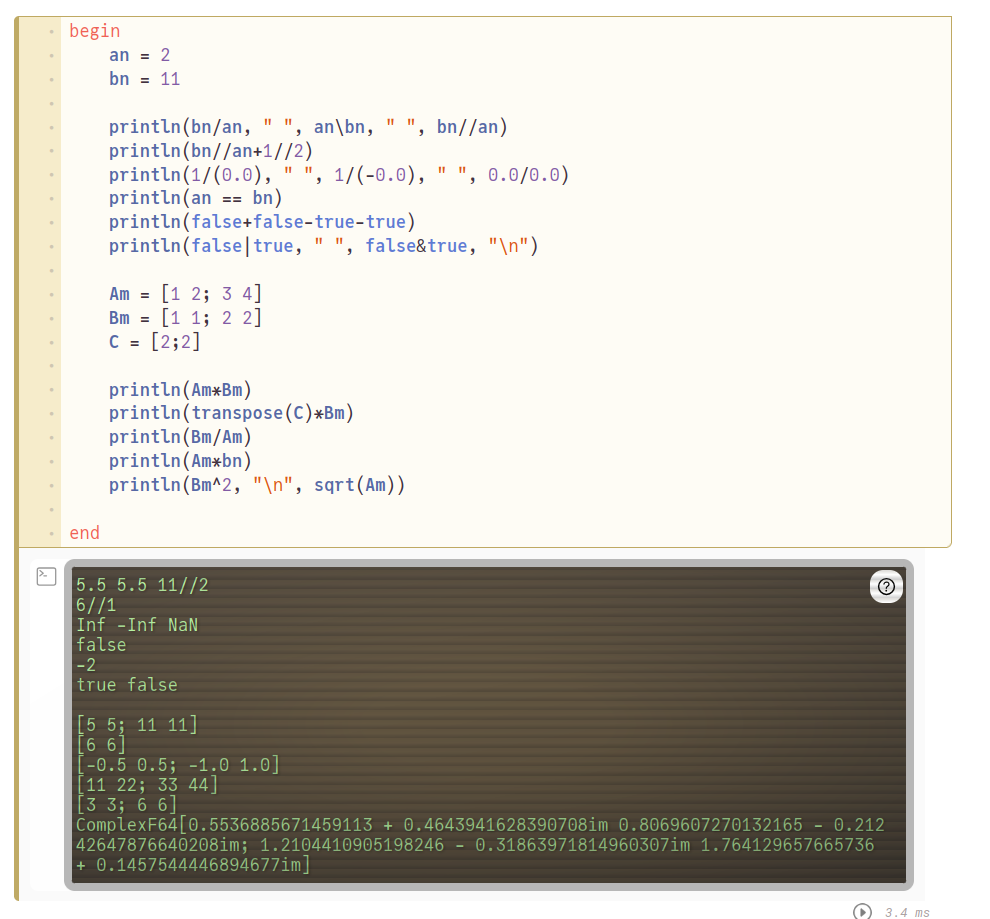 begin
an = 2
bn = 11
println(bn/an, " ", an\bn, " ", bn//an)
println(bn//an+1//2)
println(1/(0.0), " ", 1/(-0.0), " ", 0.0/0.0)
println(an == bn)
println(false+false-true-true)
println(false|true, " ", false&true, "\n")
Am = [1 2; 3 4]
Bm = [1 1; 2 2]
C = [2;2]
println(Am*Bm)
println(transpose(C)*Bm)
println(Bm/Am)
println(Am*bn)
println(Bm^2, "\n", sqrt(Am))
end
5.5 5.5 11//2
6//1
Inf -Inf NaN
false
-2
true false
[5 5; 11 11]
[6 6]
[-0.5 0.5; -1.0 1.0]
[11 22; 33 44]
[3 3; 6 6]
ComplexF64[0.5536885671459113 + 0.4643941628390708im 0.8069607270132165 - 0.212
4264787640208im; 1.2104410905198246 - 0.31863971814960307im 1.764129657665736
+ 0.1457544446894677im]
3.4 ms